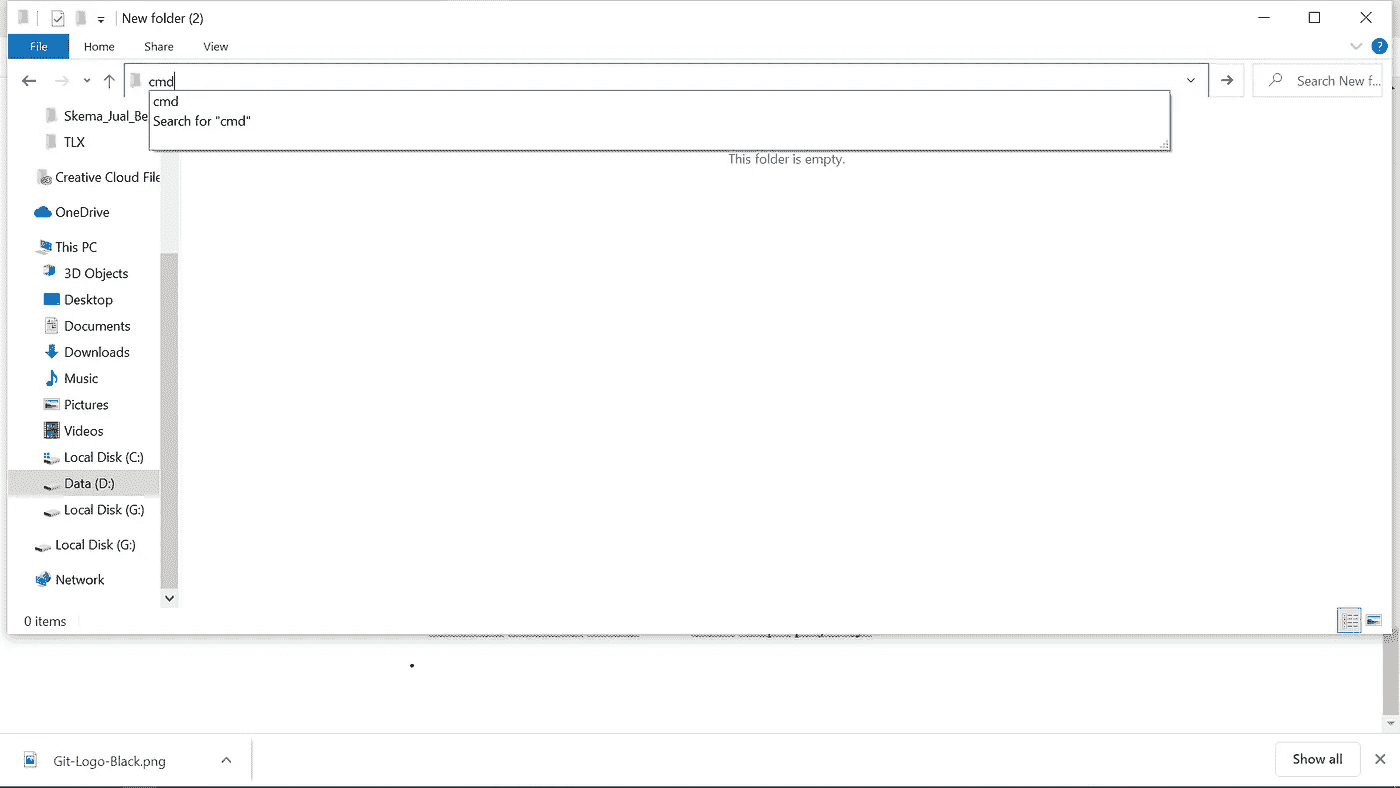 New folder (2)
File Home Share View
cmd
Search New f...
cmd
Search for "cmd"
Skema_Jual_Be
TLX
This folder is empty.
Creative Cloud File
OneDrive
This PC
3D Objects
Desktop
Documents
Downloads
Music
Pictures
Videos
Local Disk (C:)
Data (D:)
Local Disk (G:)
Local Disk (G:)
Network
0 items
Git-Logo-Black.png
Show all